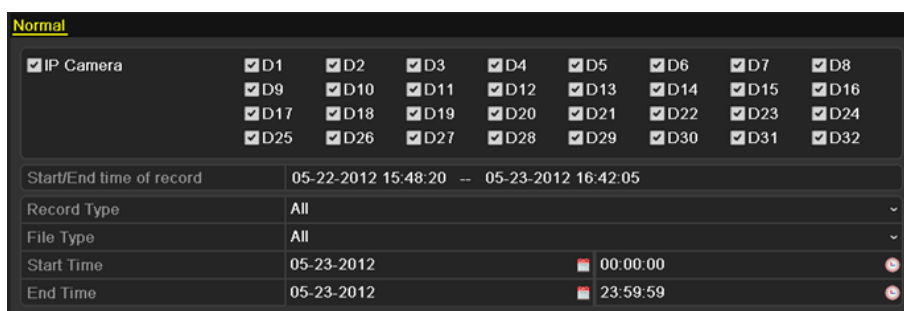 Normal
IP Camera D1 D2 D3 D4 D5 D6 D7 D8
D9 D10 D11 D12 D13 D14 D15 D16
D17 D18 D19 D20 D21 D22 D23 D24
D25 D26 D27 D28 D29 D30 D31 D32
Start/End time of record 05-22-2012 15:48:20 -- 05-23-2012 16:42:05
Record Type All
File Type All
Start Time 05-23-2012 00:00:00
End Time 05-23-2012 23:59:59